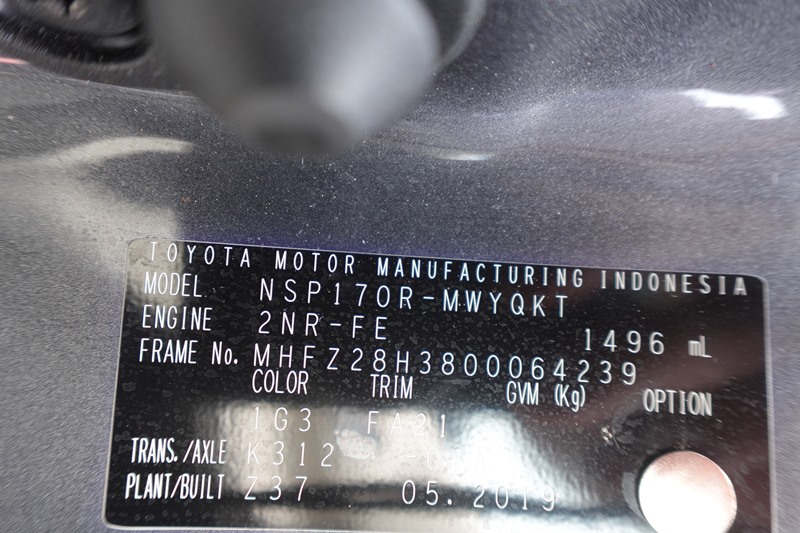 TOYOTA MOTOR MANUFACTURING INDONESIA
MODEL NSP170R-MWYQKT
ENGINE 2NR-FE 1496 mL
FRAME No. MHFZ28H3800064239
COLOR TRIM GVM (Kg) OPTION
1G3 FA21
TRANS./AXLE K312
PLANT/BUILT Z37 05.2019